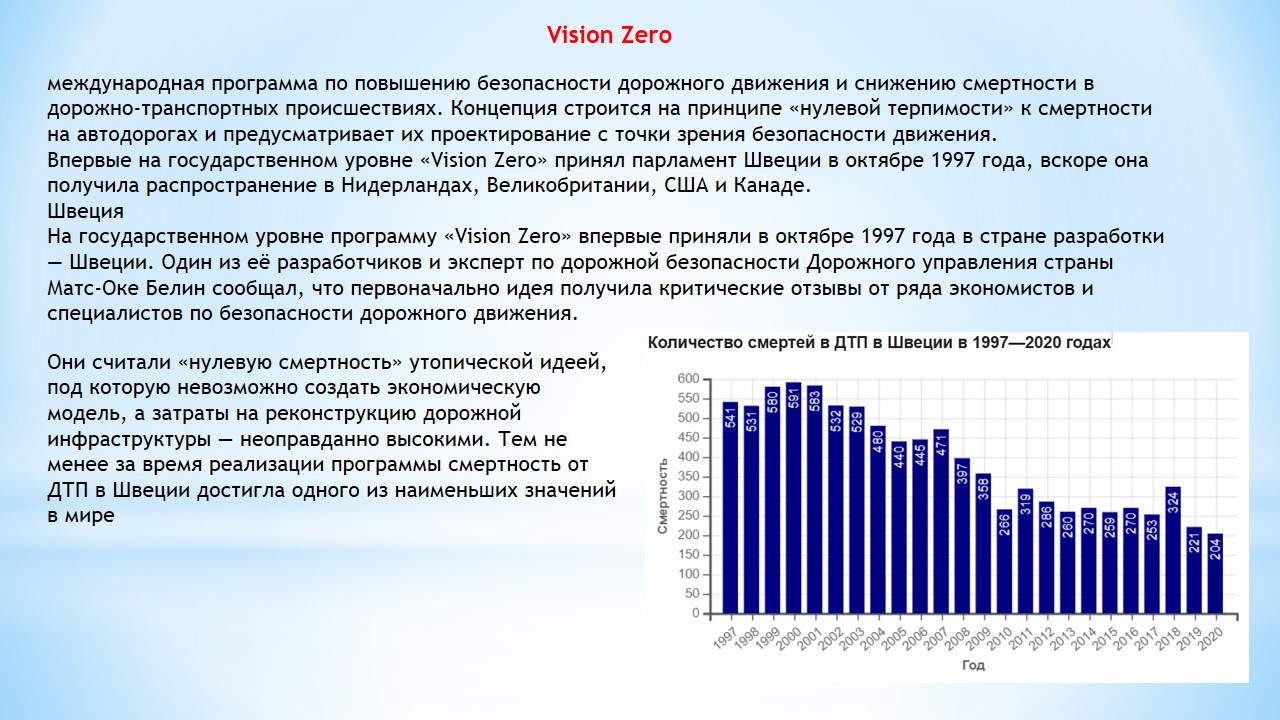 Vision Zero
международная программа по повышению безопасности дорожного движения и снижению смертности в
дорожно-транспортных происшествиях. Концепция строится на принципе «нулевой терпимости» к смертности
на автодорогах и предусматривает их проектирование с точки зрения безопасности движения.
Впервые на государственном уровне «Vision Zero» принял парламент Швеции в октябре 1997 года, вскоре она
получила распространение в Нидерландах, Великобритании, США и Канаде.
Швеция
На государственном уровне программу «Vision Zero» впервые приняли в октябре 1997 года в стране разработки
— Швеции. Один из её разработчиков и эксперт по дорожной безопасности Дорожного управления страны
Матс-Оке Белин сообщал, что первоначально идея получила критические отзывы от ряда экономистов и
специалистов по безопасности дорожного движения.
Они считали «нулевую смертность» утопической идеей,
под которую невозможно создать экономическую
модель, а затраты на реконструкцию дорожной
инфраструктуры — неоправданно высокими. Тем не
менее за время реализации программы смертность от
ДТП в Швеции достигла одного из наименьших значений
в мире
Количество смертей в ДТП в Швеции в 1997—2020 годах
Смертность
600
550
500
450
400
350
300
250
200
150
100
50
0
541 531 580 591 583 532 529 480 440 445 471 397 358 266 319 286 260 270 259 270 253 324 221 204
1997 1998 1999 2000 2001 2002 2003 2004 2005 2006 2007 2008 2009 2010 2011 2012 2013 2014 2015 2016 2017 2018 2019 2020
Год